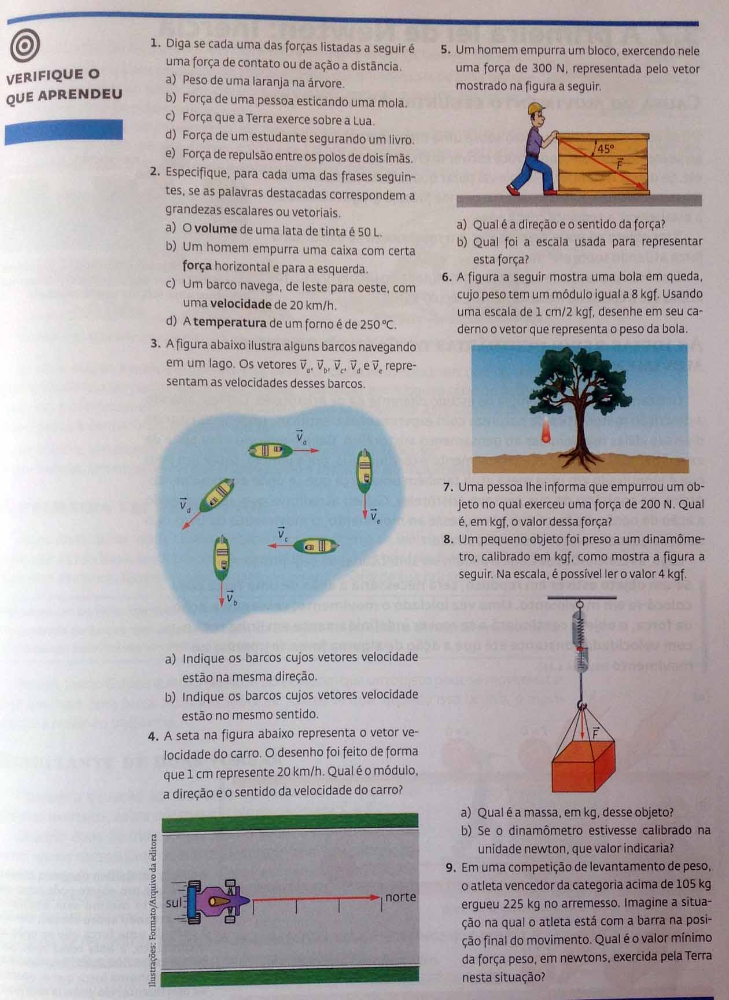 VERIFIQUE O
QUE APRENDEU
1. Diga se cada uma das forças listadas a seguir é
uma força de contato ou de ação a distância.
a) Peso de uma laranja na árvore.
b) Força de uma pessoa esticando uma mola.
c) Força que a Terra exerce sobre a Lua.
d) Força de um estudante segurando um livro.
e) Força de repulsão entre os polos de dois ímãs.
2. Especifique, para cada uma das frases seguin-
tes, se as palavras destacadas correspondem a
grandezas escalares ou vetoriais.
a) O volume de uma lata de tinta é 50 L.
b) Um homem empurra uma caixa com certa
força horizontal e para a esquerda.
c) Um barco navega, de leste para oeste, com
uma velocidade de 20 km/h.
d) A temperatura de um forno é de 250 ºC.
3. A figura abaixo ilustra alguns barcos navegando
em um lago. Os vetores V⃗a, V⃗b, V⃗c, V⃗d e V⃗e repre-
sentam as velocidades desses barcos.
V⃗a
V⃗d
V⃗e
V⃗c
V⃗b
a) Indique os barcos cujos vetores velocidade
estão na mesma direção.
b) Indique os barcos cujos vetores velocidade
estão no mesmo sentido.
4. A seta na figura abaixo representa o vetor ve-
locidade do carro. O desenho foi feito de forma
que 1 cm represente 20 km/h. Qual é o módulo,
a direção e o sentido da velocidade do carro?
sul
norte
Ilustrações: Formato/Arquivo da editora
5. Um homem empurra um bloco, exercendo nele
uma força de 300 N, representada pelo vetor
mostrado na figura a seguir.
45º
F⃗
a) Qual é a direção e o sentido da força?
b) Qual foi a escala usada para representar
esta força?
6. A figura a seguir mostra uma bola em queda,
cujo peso tem um módulo igual a 8 kgf. Usando
uma escala de 1 cm/2 kgf, desenhe em seu ca-
derno o vetor que representa o peso da bola.
7. Uma pessoa lhe informa que empurrou um ob-
jeto no qual exerceu uma força de 200 N. Qual
é, em kgf, o valor dessa força?
8. Um pequeno objeto foi preso a um dinamôme-
tro, calibrado em kgf, como mostra a figura a
seguir. Na escala, é possível ler o valor 4 kgf.
F⃗
a) Qual é a massa, em kg, desse objeto?
b) Se o dinamômetro estivesse calibrado na
unidade newton, que valor indicaria?
9. Em uma competição de levantamento de peso,
o atleta vencedor da categoria acima de 105 kg
ergueu 225 kg no arremesso. Imagine a situa-
ção na qual o atleta está com a barra na posi-
ção final do movimento. Qual é o valor mínimo
da força peso, em newtons, exercida pela Terra
nesta situação?